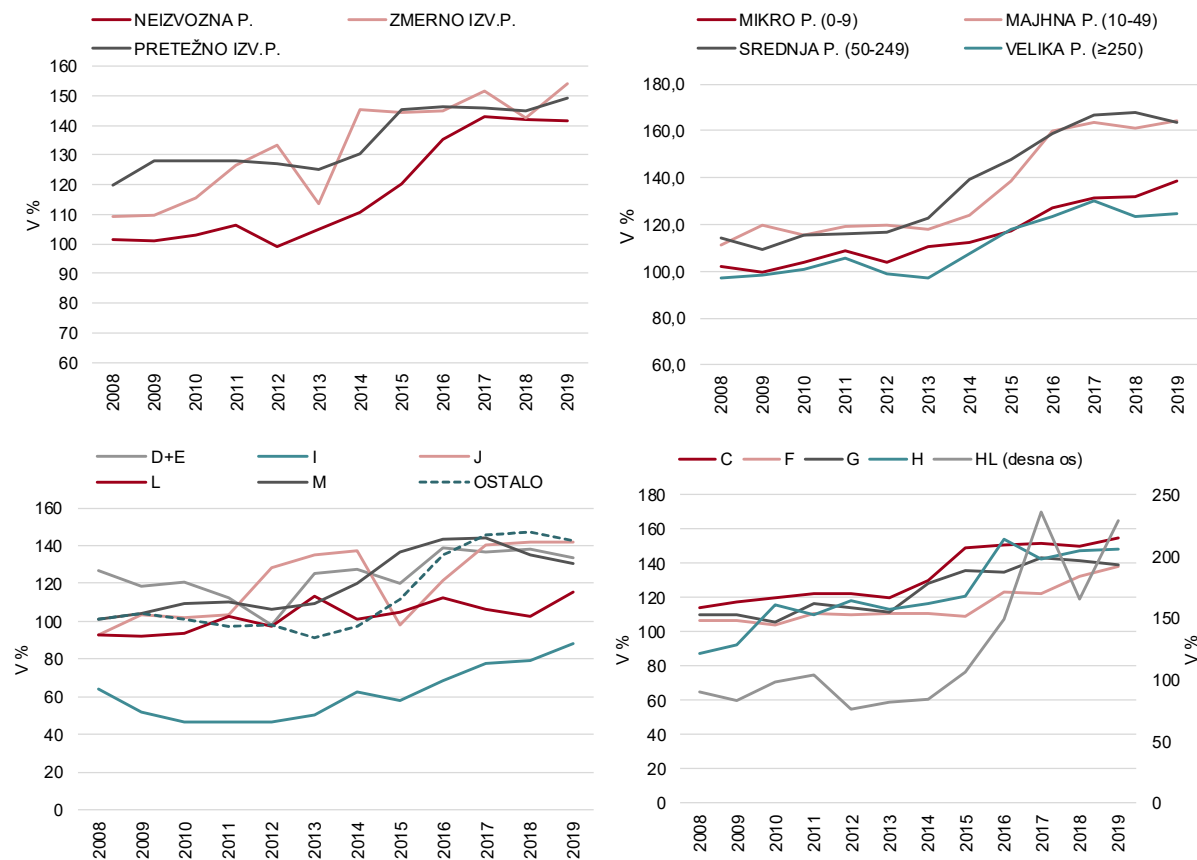 NEIZVOZNA P. ZMERNO IZV.P.
PRETEŽNO IZV.P.
160
150
140
130
120
110
100
90
80
70
60
V %
2008 2009 2010 2011 2012 2013 2014 2015 2016 2017 2018 2019
MIKRO P. (0-9) MAJHNA P. (10-49)
SREDNJA P. (50-249) VELIKA P. (≥250)
180,0
160,0
140,0
120,0
100,0
80,0
60,0
V %
2008 2009 2010 2011 2012 2013 2014 2015 2016 2017 2018 2019
D+E I J
L M OSTALO
160
140
120
100
80
60
40
20
0
V %
2008 2009 2010 2011 2012 2013 2014 2015 2016 2017 2018 2019
C F G H HL (desna os)
180
160
140
120
100
80
60
40
20
0
V %
250
200
150
100
50
0
V %
2008 2009 2010 2011 2012 2013 2014 2015 2016 2017 2018 2019